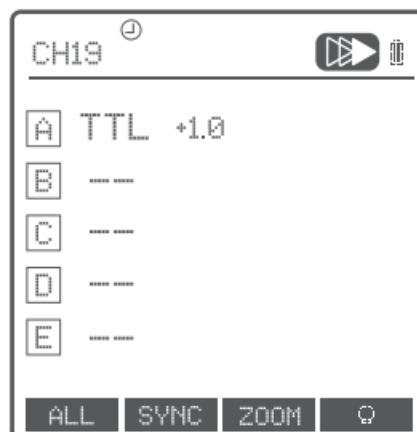 CH19
A TTL +1.0
B --
C --
D --
E --
ALL SYNC ZOOM